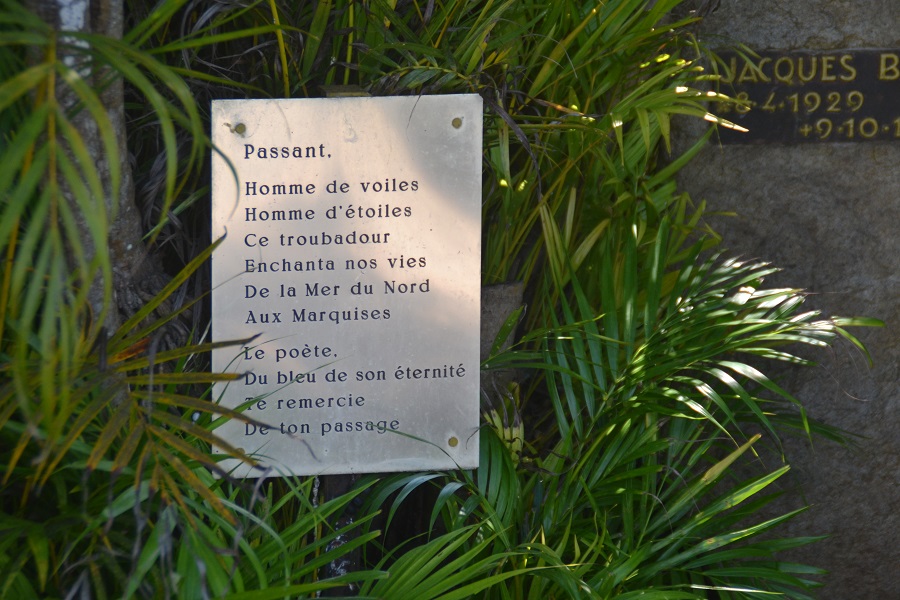 Passant,
Homme de voiles
Homme d'étoiles
Ce troubadour
Enchanta nos vies
De la Mer du Nord
Aux Marquises
Le poète,
Du bleu de son éternité
Te remercie
De ton passage
JACQUES B
8·4·1929
+9·10·1